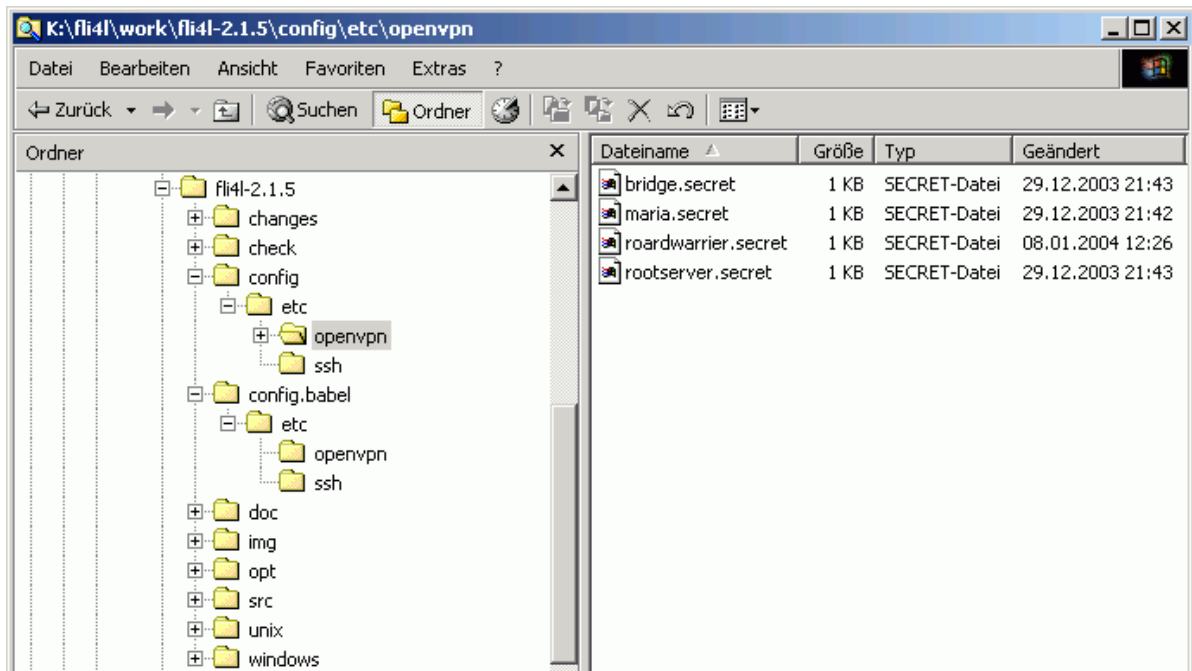 K:\fli4l\work\fli4l-2.1.5\config\etc\openvpn
Datei Bearbeiten Ansicht Favoriten Extras ?
Zurück Suchen Ordner
Ordner
fli4l-2.1.5
changes
check
config
etc
openvpn
ssh
config.babel
etc
openvpn
ssh
doc
img
opt
src
unix
windows
Dateiname Größe Typ Geändert
bridge.secret 1 KB SECRET-Datei 29.12.2003 21:43
maria.secret 1 KB SECRET-Datei 29.12.2003 21:42
roardwarrier.secret 1 KB SECRET-Datei 08.01.2004 12:26
rootserver.secret 1 KB SECRET-Datei 29.12.2003 21:43